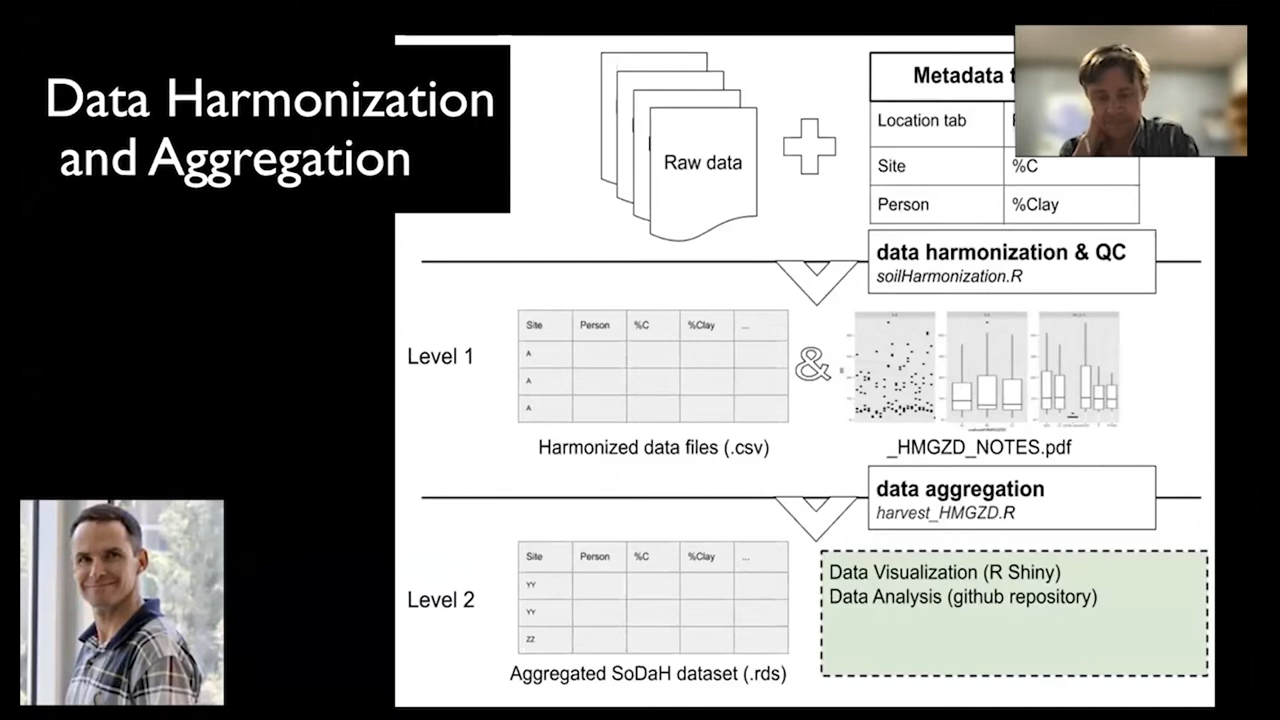 Data Harmonization
and Aggregation
Raw data
Metadata
Location tab
Site
%C
Person
%Clay
data harmonization & QC
soilHarmonization.R
Level 1
Site Person %C %Clay ...
A
A
A
&
Harmonized data files (.csv)
_HMGZD_NOTES.pdf
data aggregation
harvest_HMGZD.R
Level 2
Site Person %C %Clay ...
YY
YY
ZZ
Aggregated SoDaH dataset (.rds)
Data Visualization (R Shiny)
Data Analysis (github repository)